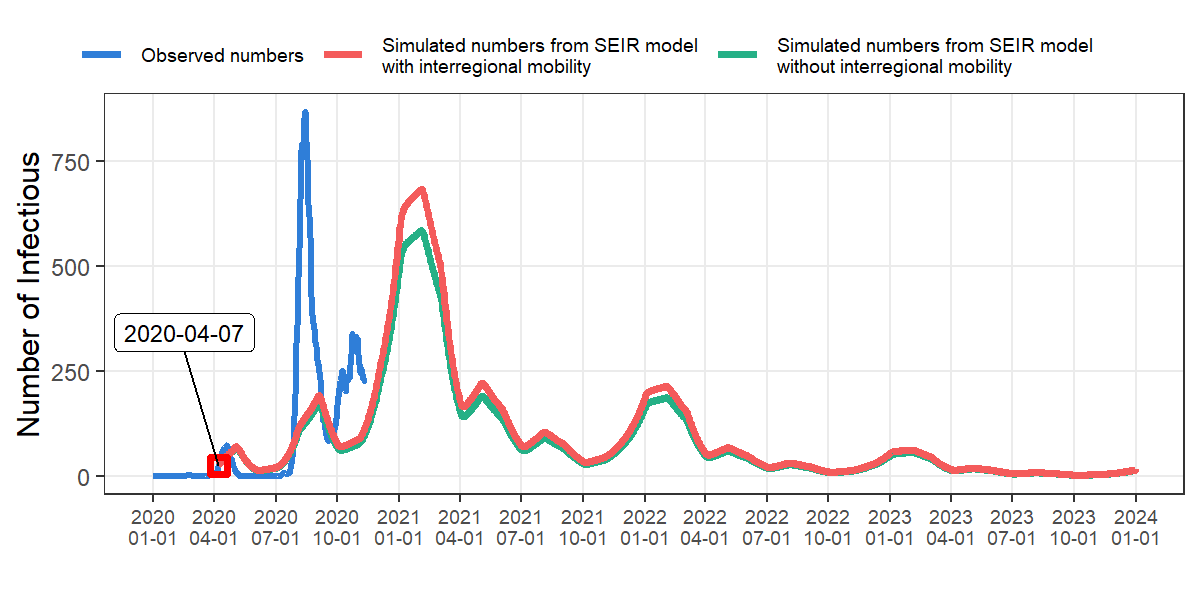 Observed numbers
Simulated numbers from SEIR model
with interregional mobility
Simulated numbers from SEIR model
without interregional mobility
Number of Infectious
750
500
250
0
2020-04-07
2020 2020 2020 2020 2021 2021 2021 2021 2022 2022 2022 2022 2023 2023 2023 2023 2024
01-01 04-01 07-01 10-01 01-01 04-01 07-01 10-01 01-01 04-01 07-01 10-01 01-01 04-01 07-01 10-01 01-01